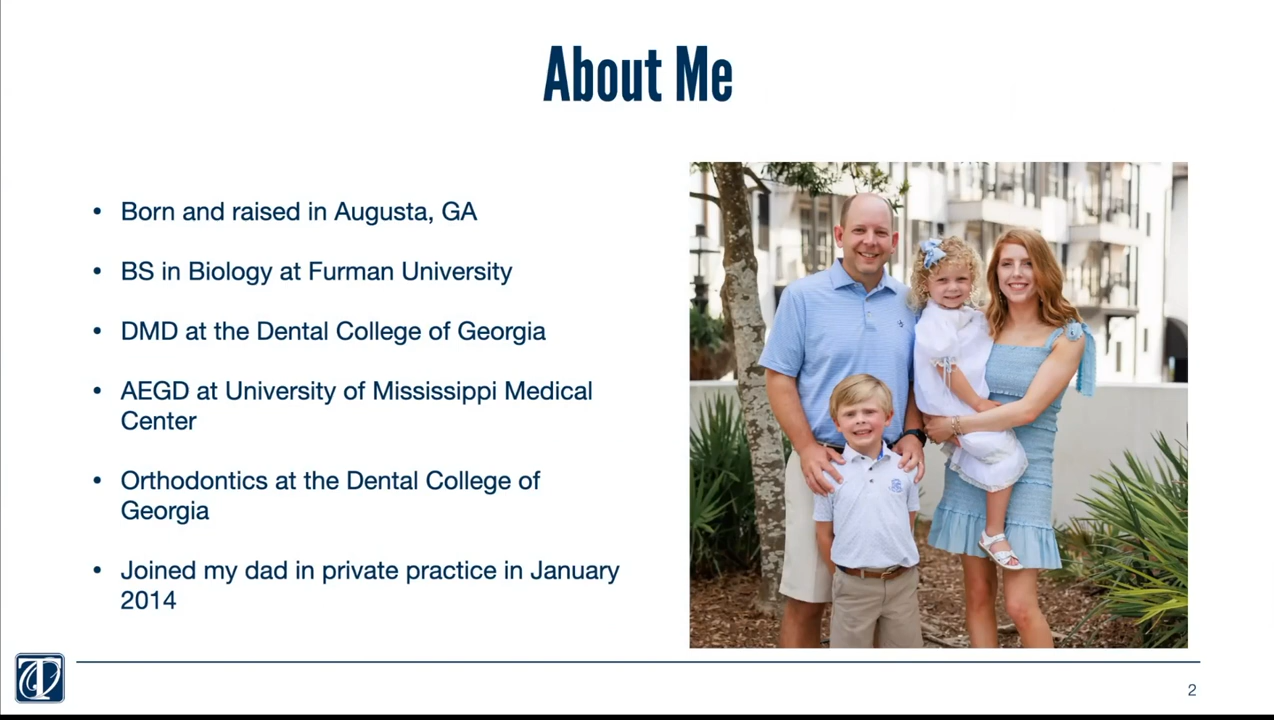 About Me
• Born and raised in Augusta, GA
• BS in Biology at Furman University
• DMD at the Dental College of Georgia
• AEGD at University of Mississippi Medical
Center
• Orthodontics at the Dental College of
Georgia
• Joined my dad in private practice in January
2014
2